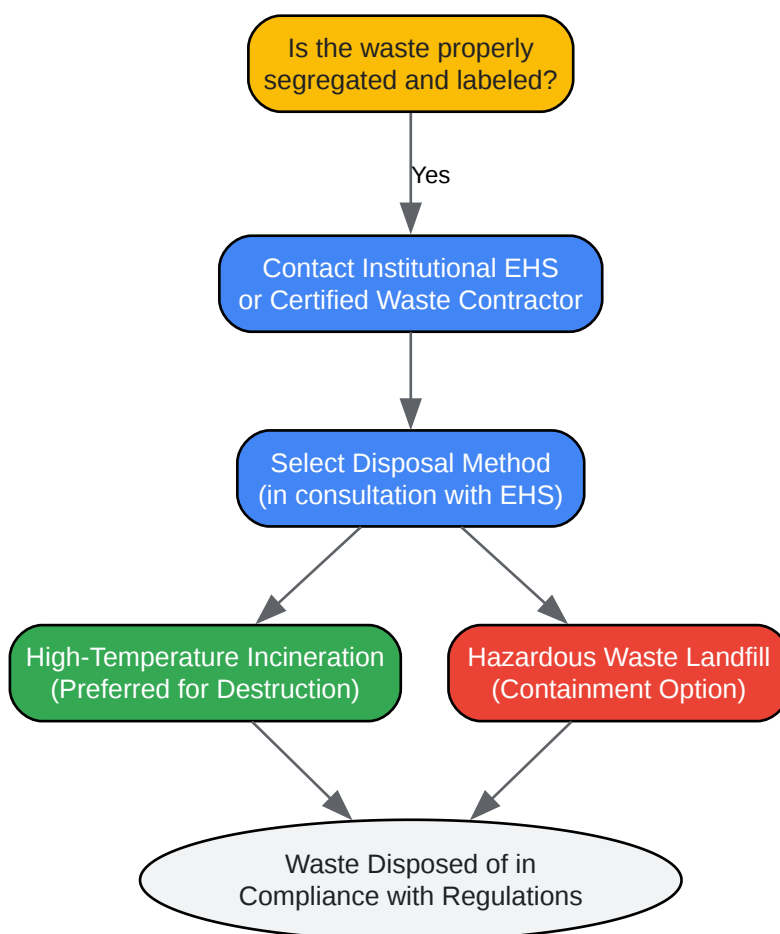 Is the waste properly
segregated and labeled?
Yes
Contact Institutional EHS
or Certified Waste Contractor
Select Disposal Method
(in consultation with EHS)
High-Temperature Incineration
(Preferred for Destruction)
Hazardous Waste Landfill
(Containment Option)
Waste Disposed of in
Compliance with Regulations